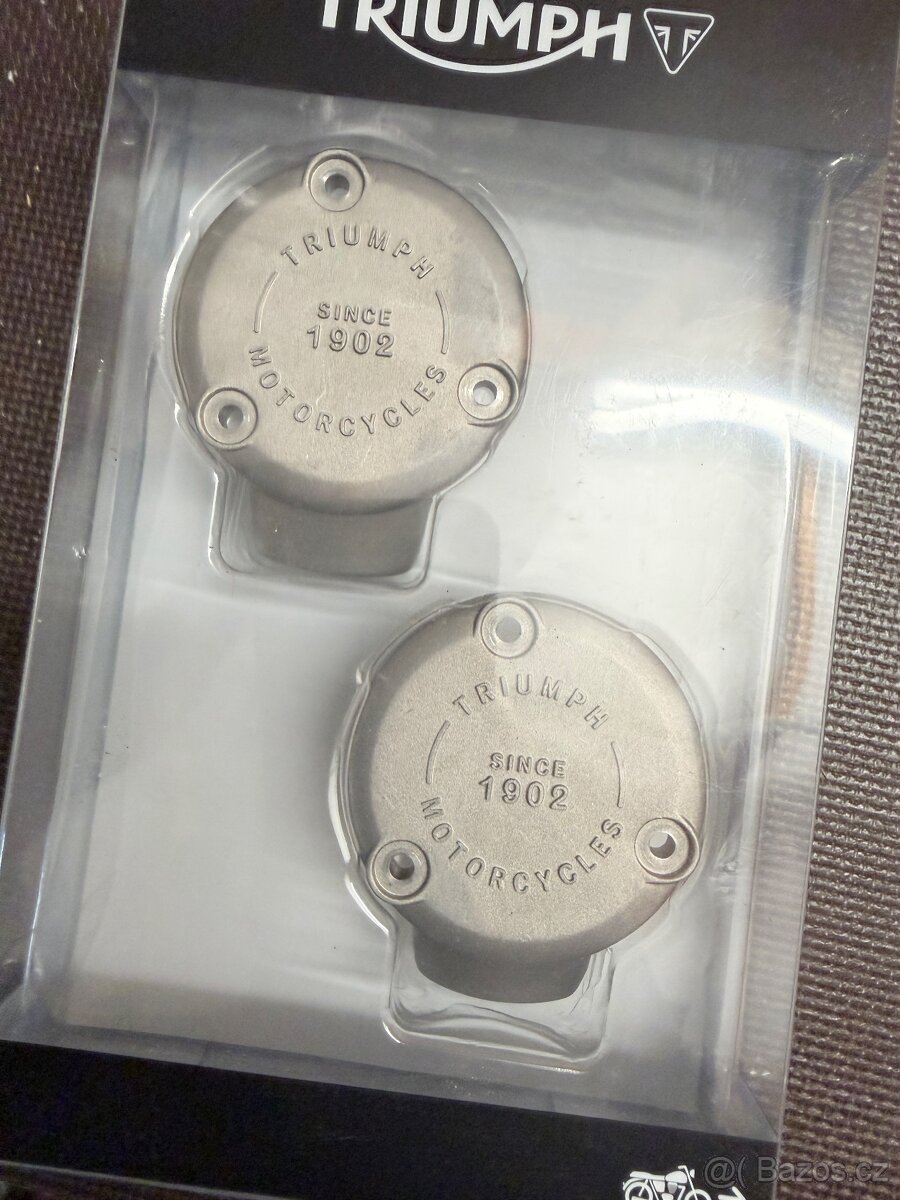 TRIUMPH
TRIUMPH
SINCE
1902
MOTORCYCLES
TRIUMPH
SINCE
1902
MOTORCYCLES
@( Bazos.cz